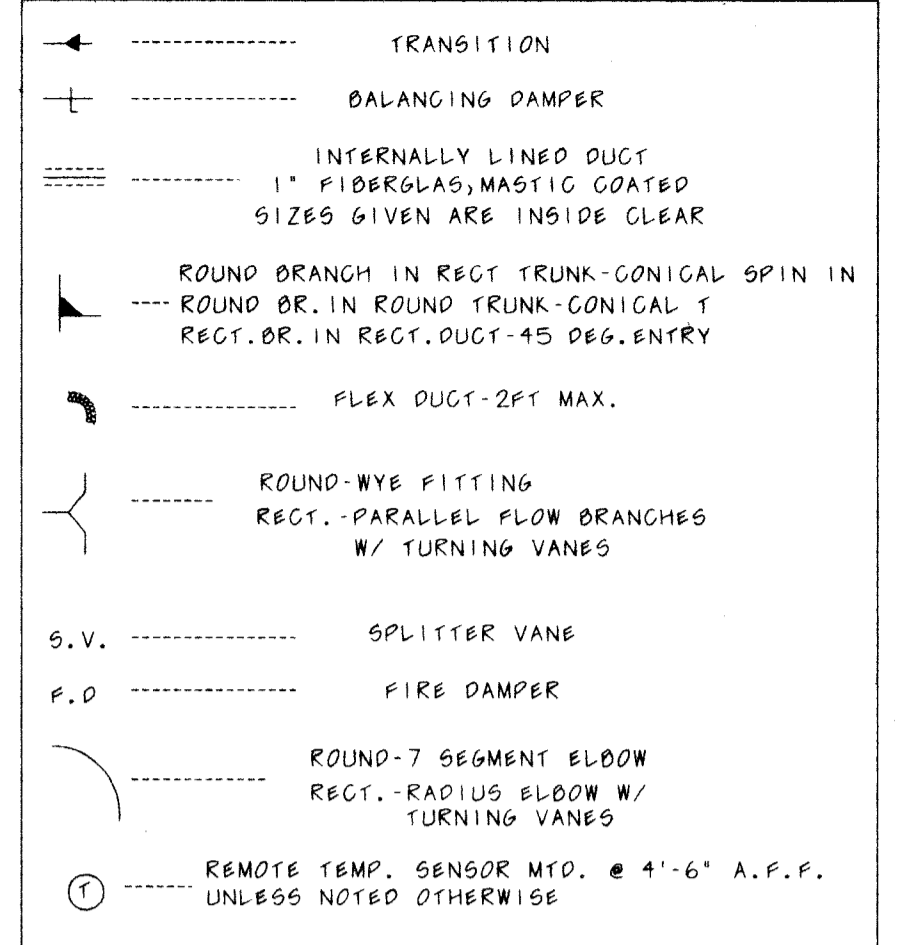 TRANSITION
BALANCING DAMPER
INTERNALLY LINED DUCT
1" FIBERGLAS, MASTIC COATED
SIZES GIVEN ARE INSIDE CLEAR
ROUND BRANCH IN RECT TRUNK-CONICAL SPIN IN
ROUND BR. IN ROUND TRUNK-CONICAL T
RECT. BR. IN RECT. DUCT-45 DEG. ENTRY
FLEX DUCT-2FT MAX.
ROUND-WYE FITTING
RECT.-PARALLEL FLOW BRANCHES
W/ TURNING VANES
S.V. SPLITTER VANE
F.D FIRE DAMPER
ROUND-7 SEGMENT ELBOW
RECT.-RADIUS ELBOW W/
TURNING VANES
T REMOTE TEMP. SENSOR MTD. @ 4'-6" A.F.F.
UNLESS NOTED OTHERWISE